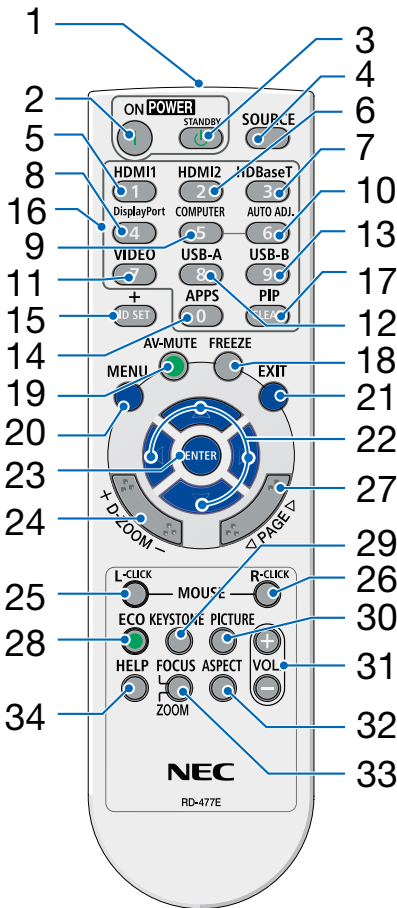 1
2
3
4
ON POWER
STANDBY
SOURCE
5
6
7
HDMI1
HDMI2
HDBaseT
1
2
3
8
10
16
DisplayPort
COMPUTER
AUTO ADJ.
4
5
6
9
13
VIDEO
USB-A
USB-B
7
8
9
11
12
17
+
APPS
PIP
ID SET
0
CLEAR
15
14
18
AV-MUTE
FREEZE
19
MENU
EXIT
20
21
22
23
ENTER
24
27
+ D-ZOOM −
◁ PAGE ▷
29
L-CLICK
MOUSE
R-CLICK
25
26
28
30
ECO
KEYSTONE
PICTURE
+
31
HELP
FOCUS
ASPECT
VOL.
−
34
ZOOM
32
33
NEC
RD-477E